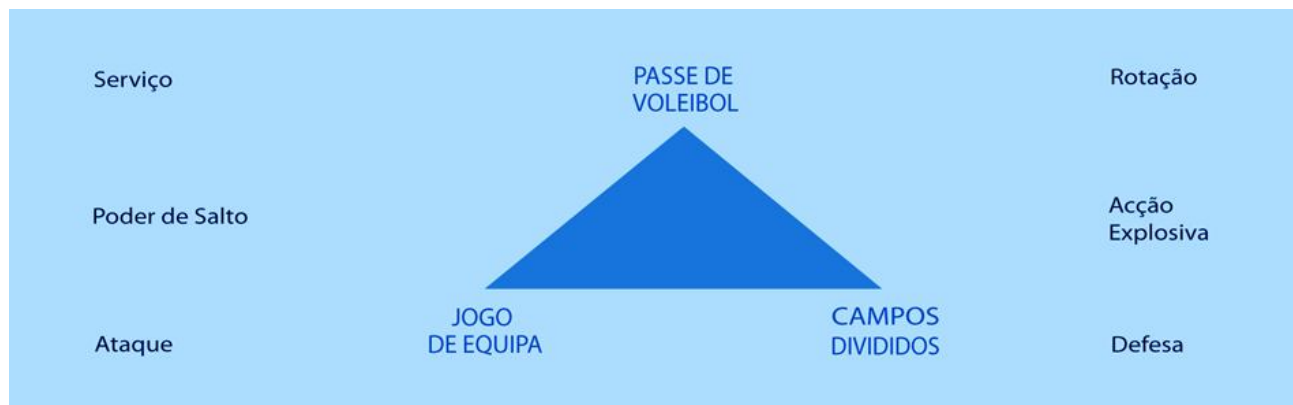 Serviço
PASSE DE
VOLEIBOL
Rotação
Poder de Salto
Acção
Explosiva
Ataque
JOGO
DE EQUIPA
CAMPOS
DIVIDIDOS
Defesa